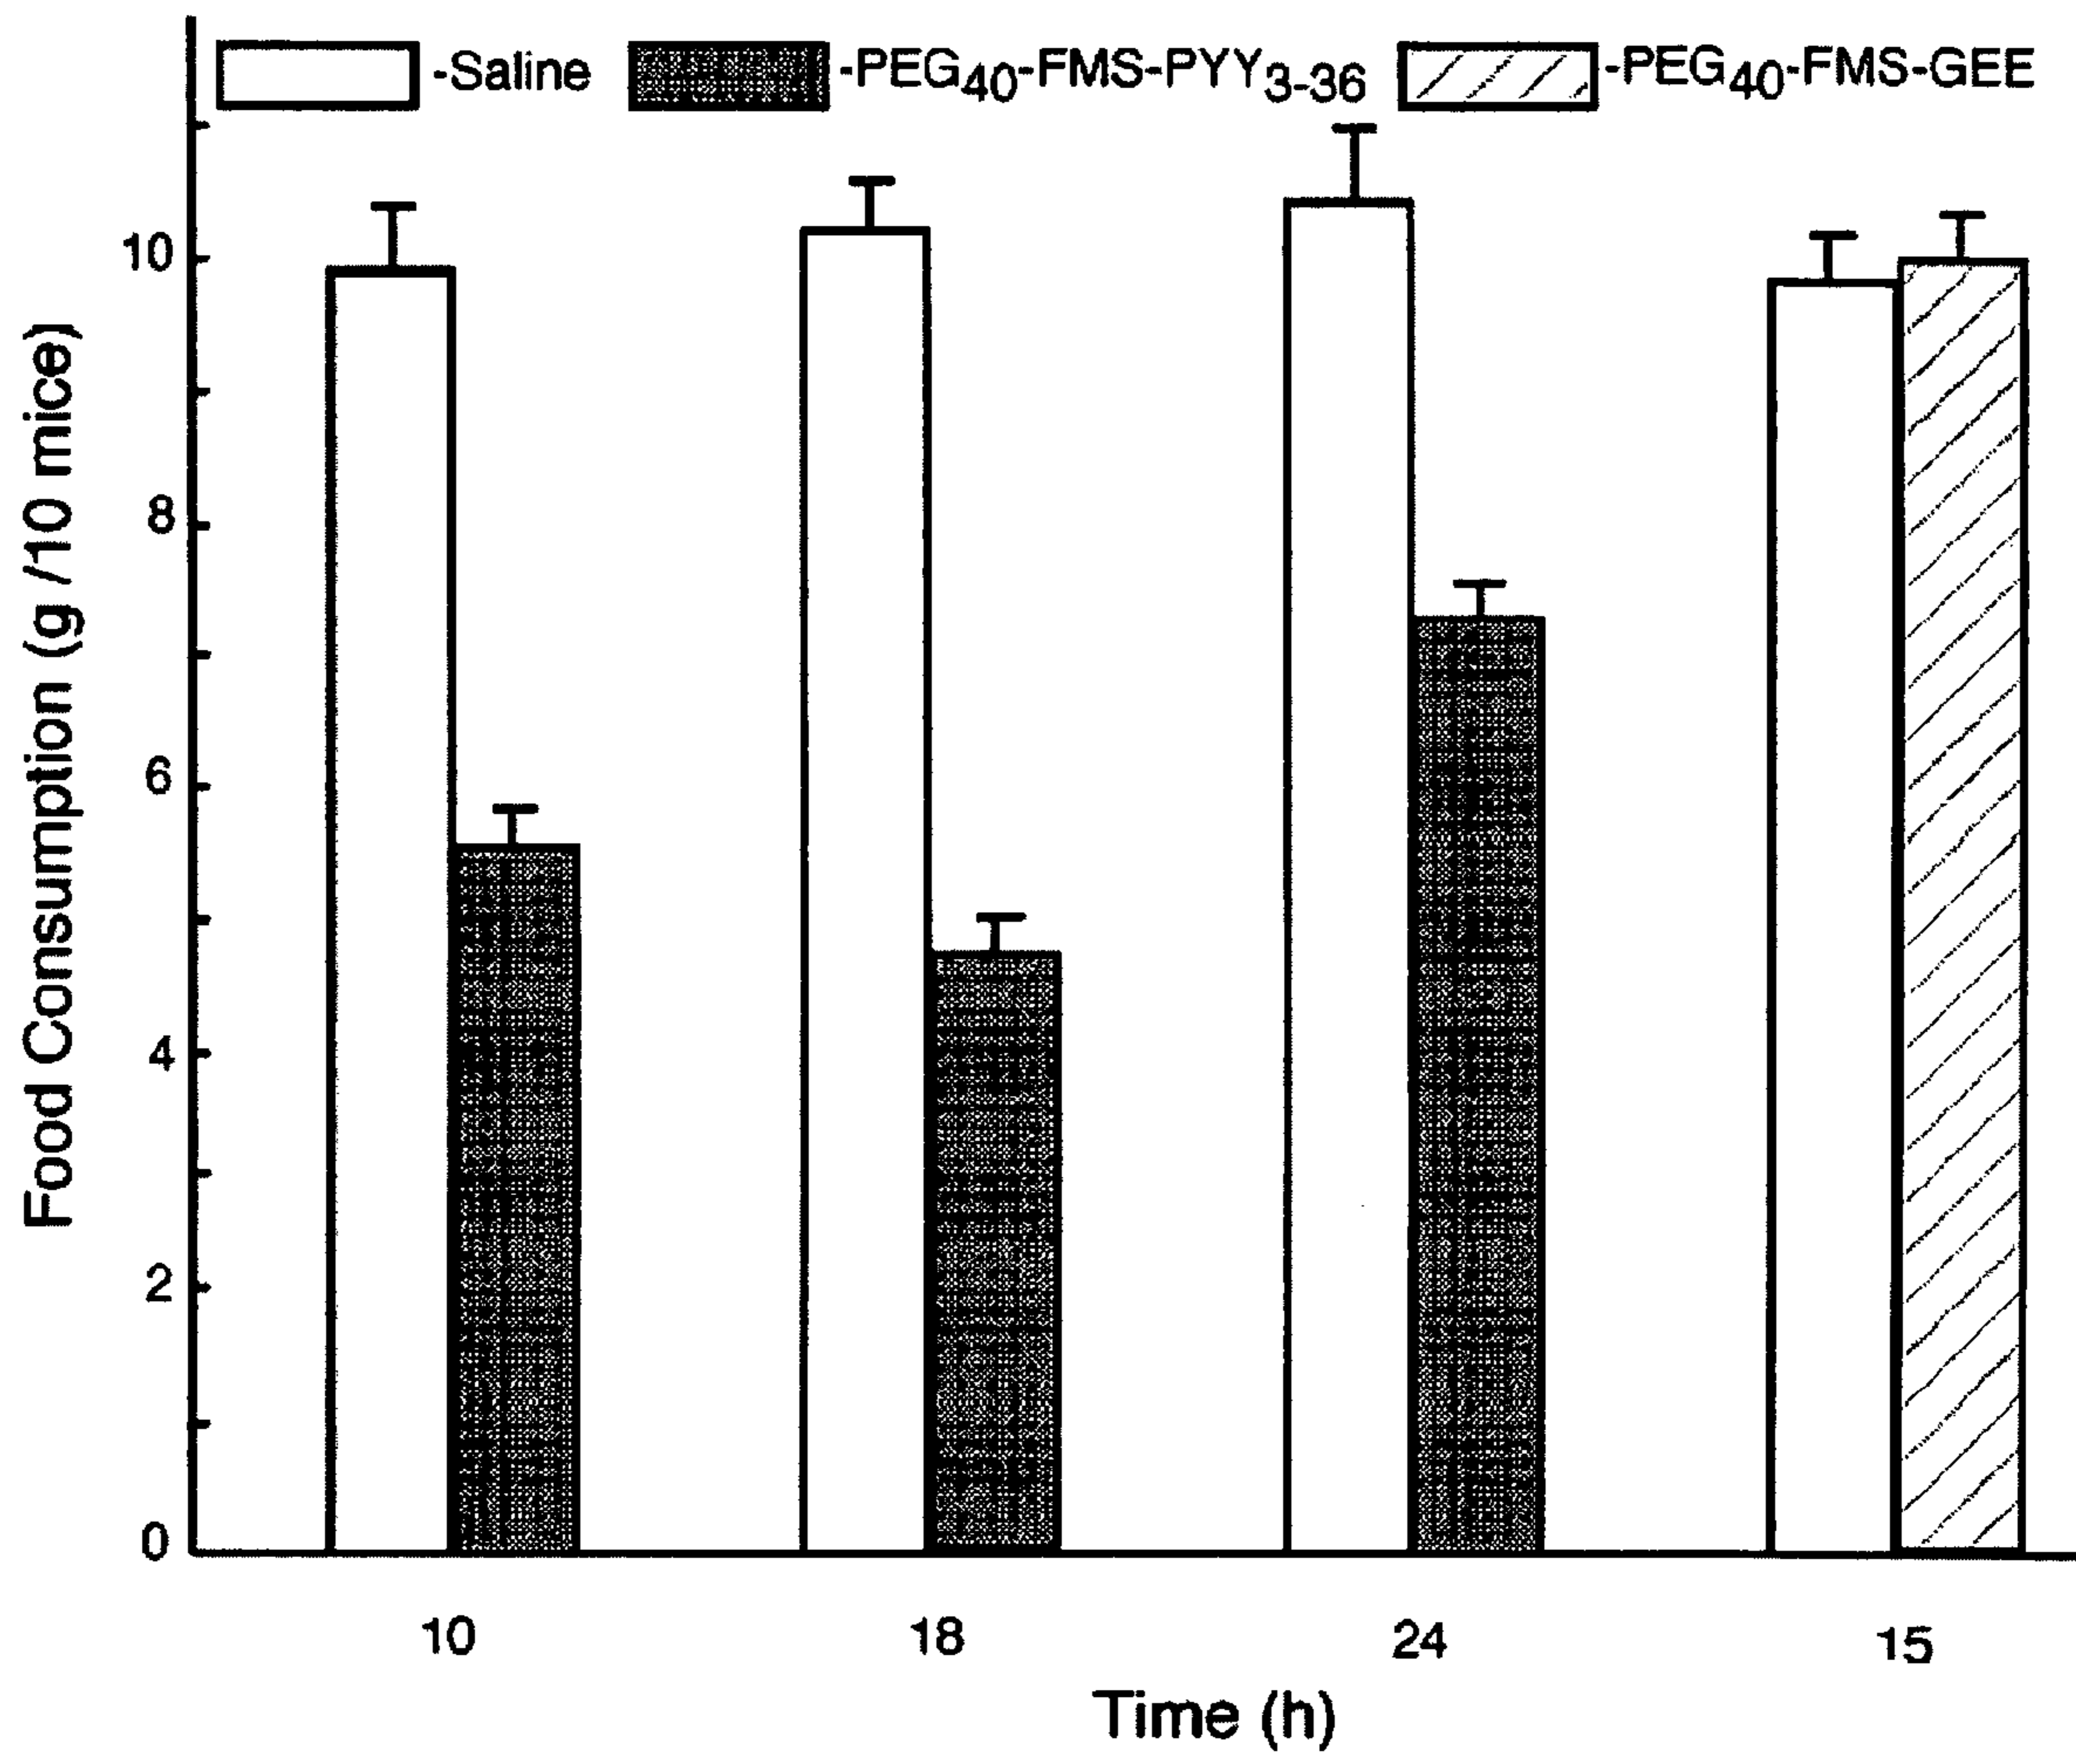 -Saline -PEG40-FMS-PYY3-36 -PEG40-FMS-GEE
Food Consumption (g /10 mice)
10
8
6
4
2
0
10 18 24 15
Time (h)